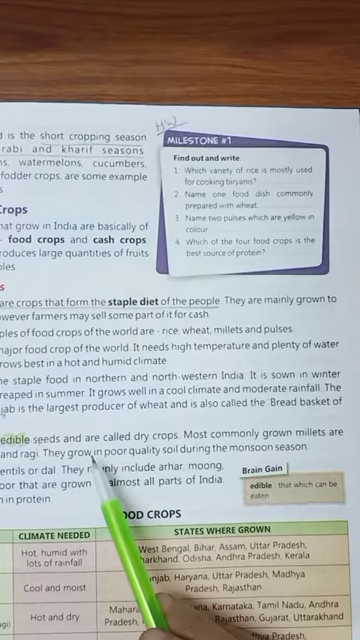 HW
d is the short cropping season
rabi and kharif seasons.
ns, watermelons, cucumbers,
fodder crops, are some example
s
MILESTONE #1
Find out and write.
1. Which variety of rice is mostly used
for cooking biryanis?
2. Name one food dish commonly
prepared with wheat.
3. Name two pulses which are yellow in
colour.
4. Which of the four food crops is the
best source of protein?
Crops
hat grow in India are basically of
food crops and cash crops
roduces large quantities of fruits
bles.
s
are crops that form the staple diet of the people. They are mainly grown to
owever farmers may sell some part of it for cash.
ples of food crops of the world are - rice, wheat, millets and pulses.
major food crop of the world. It needs high temperature and plenty of water
rows best in a hot and humid climate.
he staple food in northern and north-western India. It is sown in winter
reaped in summer. It grows well in a cool climate and moderate rainfall. The
jab is the largest producer of wheat and is also called the 'Bread basket of
edible seeds and are called dry crops. Most commonly grown millets are
and ragi. They grow in poor quality soil during the monsoon season.
entils or dal. They include arhar, moong,
oor that are grown almost all parts of India.
h in protein.
Brain Gain
edible : that which can be
eaten
OOD CROPS
CLIMATE NEEDED STATES WHERE GROWN
Hot, humid with
lots of rainfall
West Bengal, Bihar, Assam, Uttar Pradesh,
harkhand, Odisha, Andhra Pradesh, Kerala
Cool and moist
njab, Haryana, Uttar Pradesh, Madhya
Pradesh, Rajasthan
agi) Hot and dry
Mahara na, Karnataka, Tamil Nadu, Andhra
Pradesh, Rajasthan, Gujarat, Uttarakhand
dhya Pradesh,